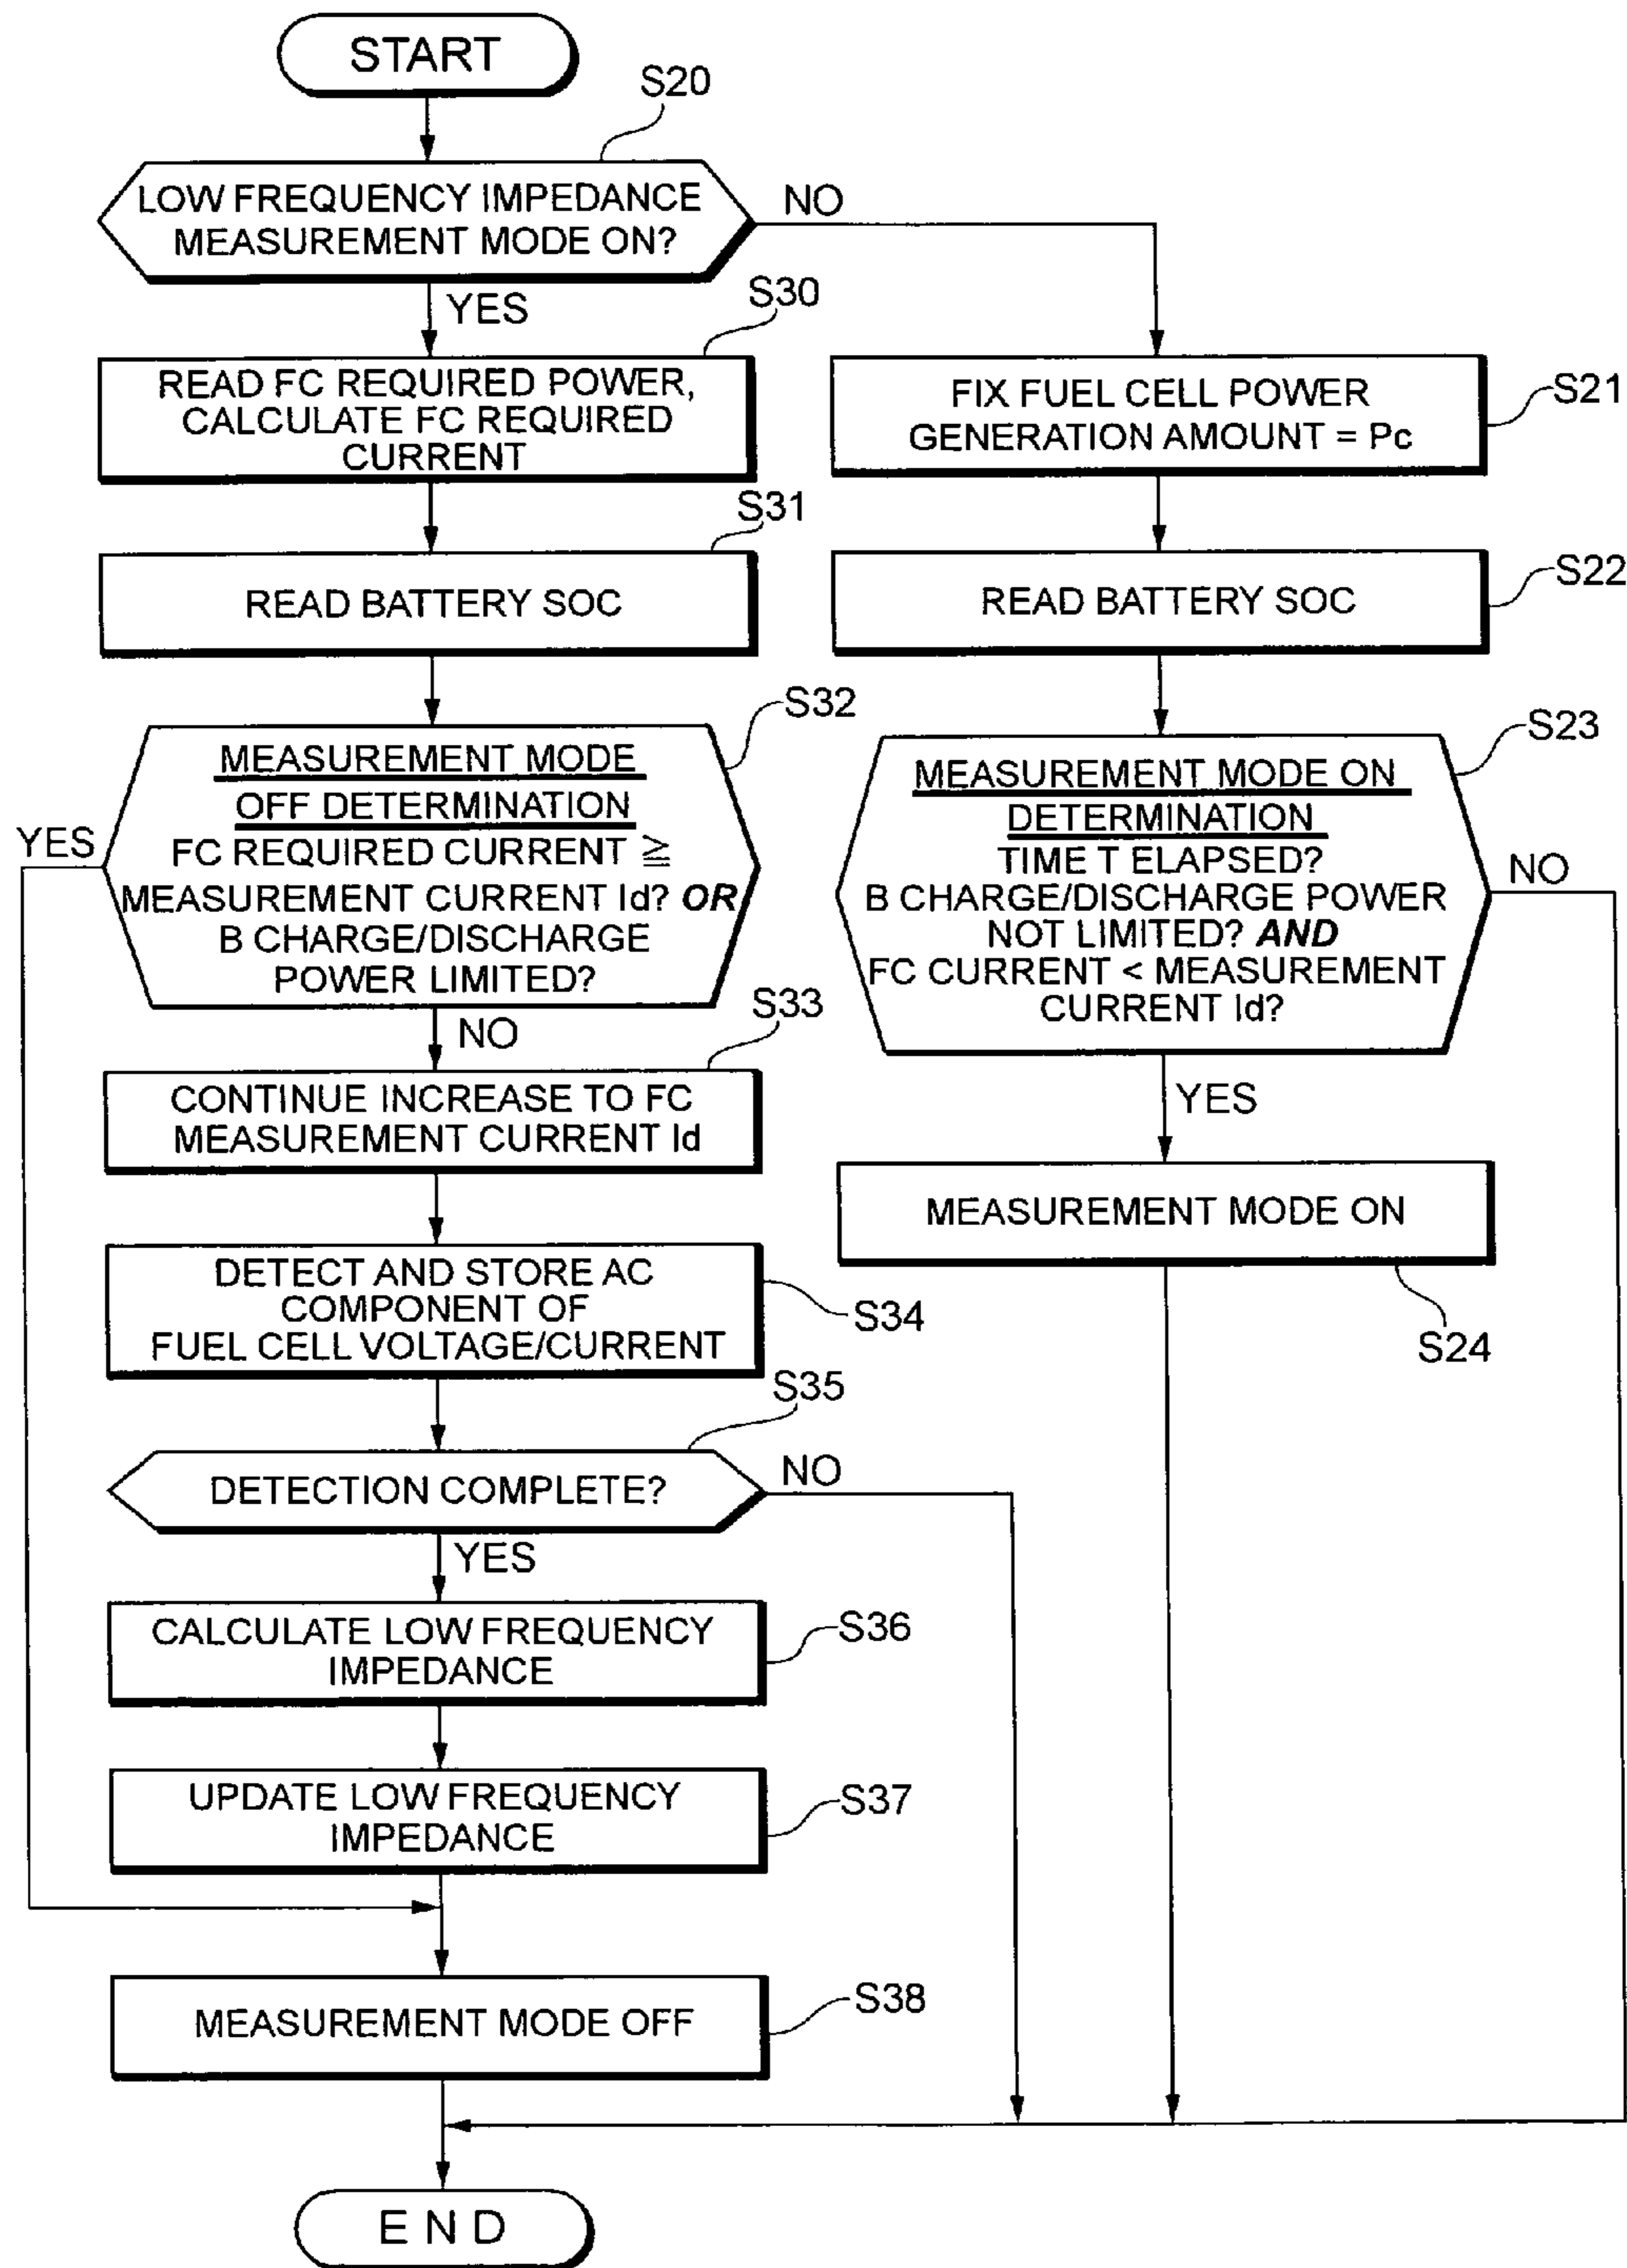 START
S20
LOW FREQUENCY IMPEDANCE
MEASUREMENT MODE ON?
NO
YES
S30
READ FC REQUIRED POWER,
CALCULATE FC REQUIRED
CURRENT
S31
READ BATTERY SOC
S32
MEASUREMENT MODE
OFF DETERMINATION
FC REQUIRED CURRENT ≧
MEASUREMENT CURRENT Id? OR
B CHARGE/DISCHARGE
POWER LIMITED?
YES
NO
S33
CONTINUE INCREASE TO FC
MEASUREMENT CURRENT Id
DETECT AND STORE AC
COMPONENT OF
FUEL CELL VOLTAGE/CURRENT
S34
S35
DETECTION COMPLETE?
NO
YES
CALCULATE LOW FREQUENCY
IMPEDANCE
S36
UPDATE LOW FREQUENCY
IMPEDANCE
S37
MEASUREMENT MODE OFF
S38
FIX FUEL CELL POWER
GENERATION AMOUNT = Pc
S21
READ BATTERY SOC
S22
S23
MEASUREMENT MODE ON
DETERMINATION
TIME T ELAPSED?
B CHARGE/DISCHARGE POWER
NOT LIMITED? AND
FC CURRENT < MEASUREMENT
CURRENT Id?
NO
YES
MEASUREMENT MODE ON
S24
END